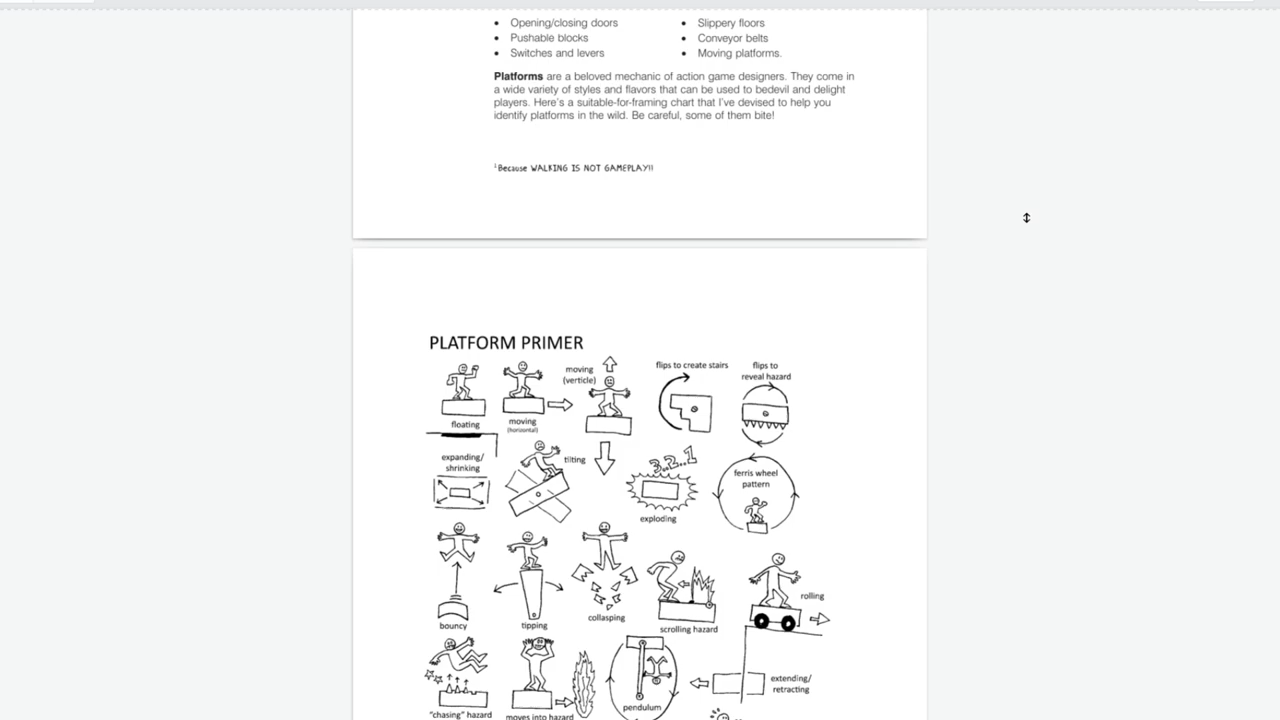 • Opening/closing doors
• Pushable blocks
• Switches and levers
• Slippery floors
• Conveyor belts
• Moving platforms.
Platforms are a beloved mechanic of action game designers. They come in
a wide variety of styles and flavors that can be used to bedevil and delight
players. Here's a suitable-for-framing chart that I've devised to help you
identify platforms in the wild. Be careful, some of them bite!
¹Because WALKING IS NOT GAMEPLAY!!
PLATFORM PRIMER
floating
moving
(horizontal)
moving
(verticle)
flips to create stairs
flips to
reveal hazard
expanding/
shrinking
tilting
3..2..1
exploding
ferris wheel
pattern
bouncy
tipping
collasping
scrolling hazard
rolling
"chasing" hazard
moves into hazard
pendulum
extending/
retracting